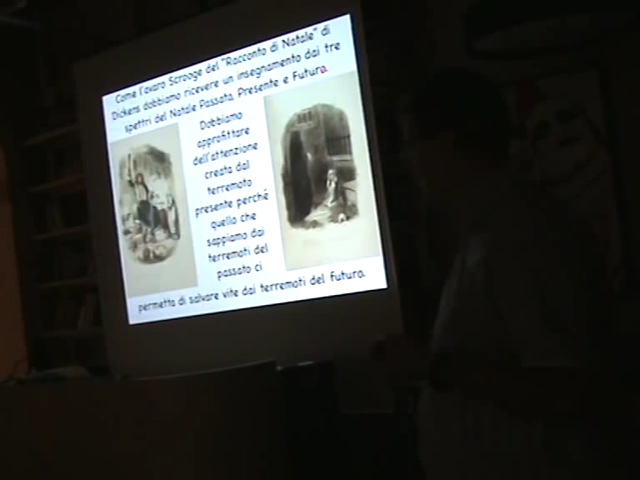 Come l'avaro Scrooge del "Racconto di Natale" di
Dickens dobbiamo ricevere un insegnamento dai tre
spettri del Natale Passata, Presente e Futuro.
Dobbiamo
approfittare
dell'attenzione
creata dal
terremoto
presente perché
quello che
sappiamo dai
terremoti del
passato ci
permetta di salvare vite dai terremoti del futuro.